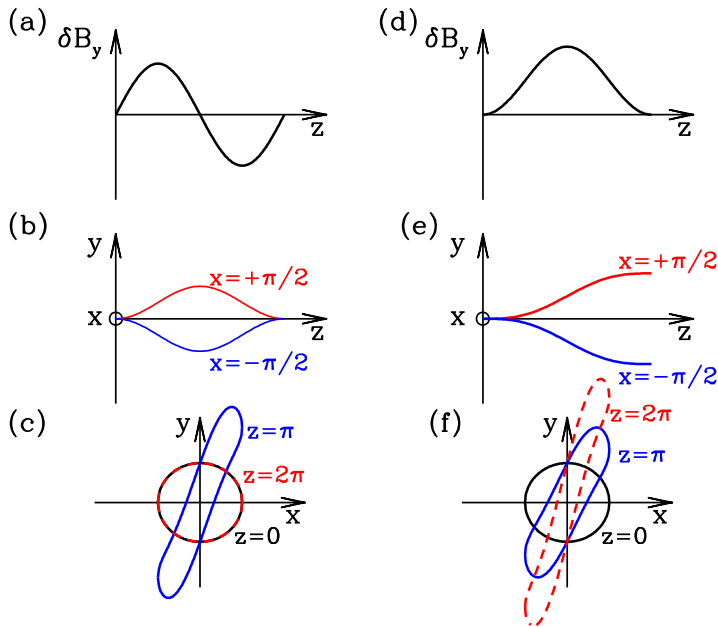 (a)
δB_y
z
(b)
y
x=+π/2
x
z
x=−π/2
(c)
y
z=π
z=2π
x
z=0
(d)
δB_y
z
(e)
y
x=+π/2
x
z
x=−π/2
(f)
y
z=2π
z=π
x
z=0